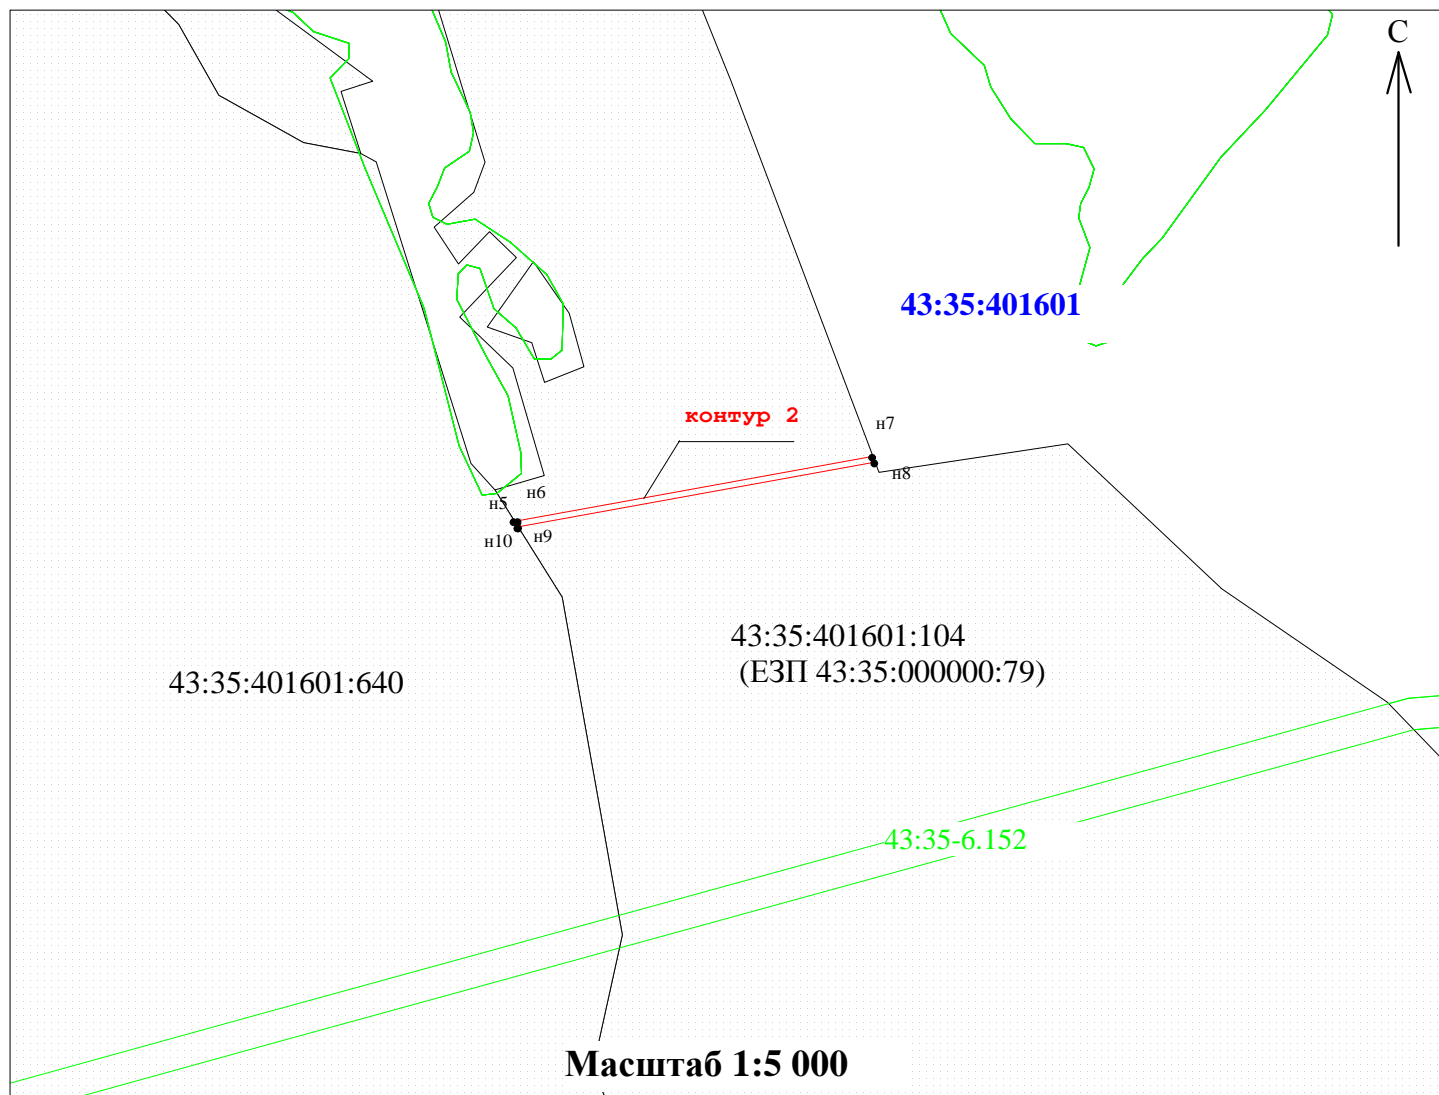 С
43:35:401601
контур 2
н7
н8
н6
н5
н10
н9
43:35:401601:104
(ЕЗП 43:35:000000:79)
43:35:401601:640
43:35-6.152
Масштаб 1:5 000